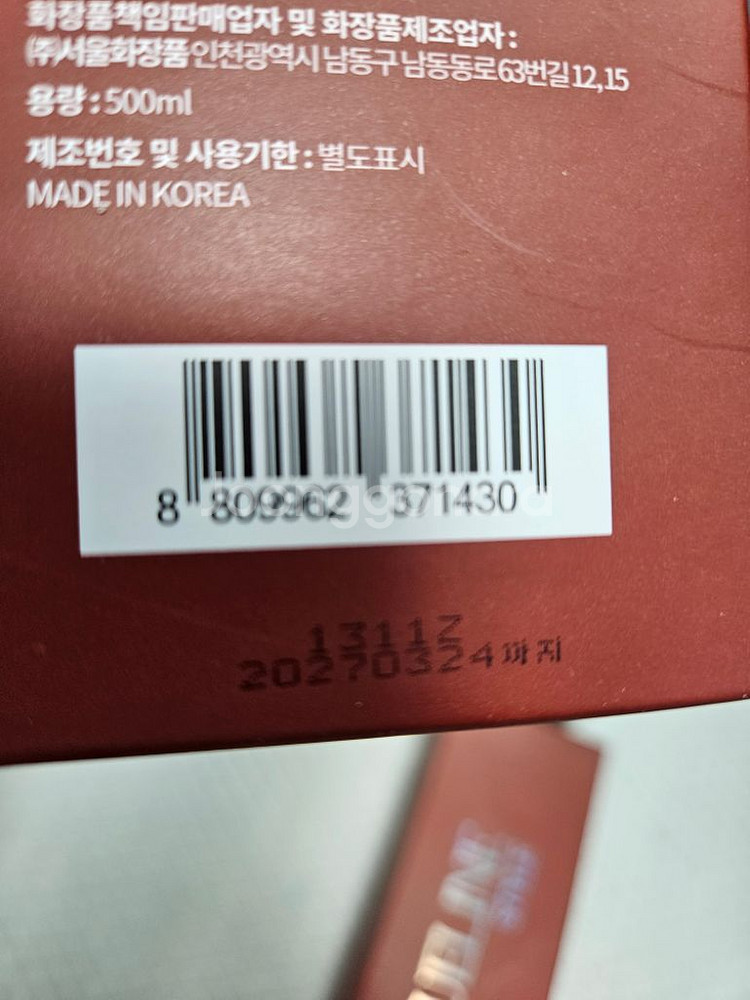 화장품책임판매업자 및 화장품제조업자 :
㈜서울화장품 인천광역시 남동구 남동동로 63번길 12, 15
용량 : 500ml
제조번호 및 사용기한 : 별도표시
MADE IN KOREA
8 809962 371430
1311Z
20270324까지